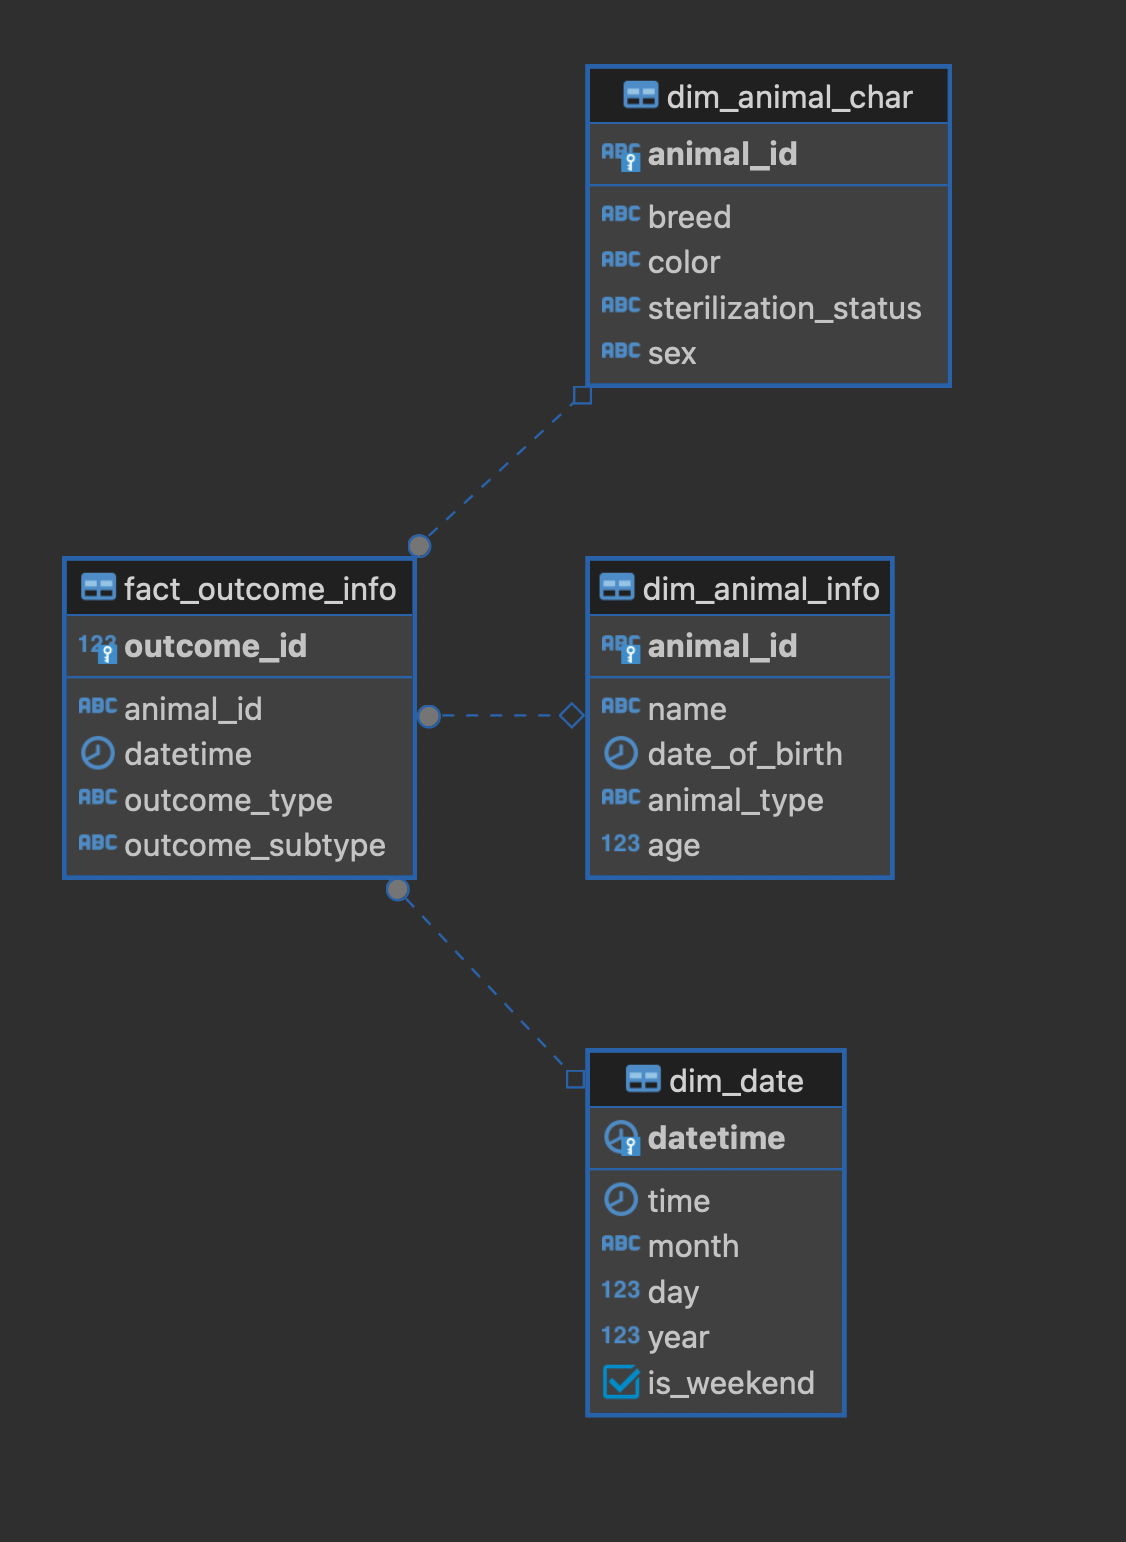 dim_animal_char
ABC animal_id
ABC breed
ABC color
ABC sterilization_status
ABC sex
fact_outcome_info
123 outcome_id
ABC animal_id
datetime
ABC outcome_type
ABC outcome_subtype
dim_animal_info
ABC animal_id
ABC name
date_of_birth
ABC animal_type
123 age
dim_date
datetime
time
ABC month
123 day
123 year
is_weekend